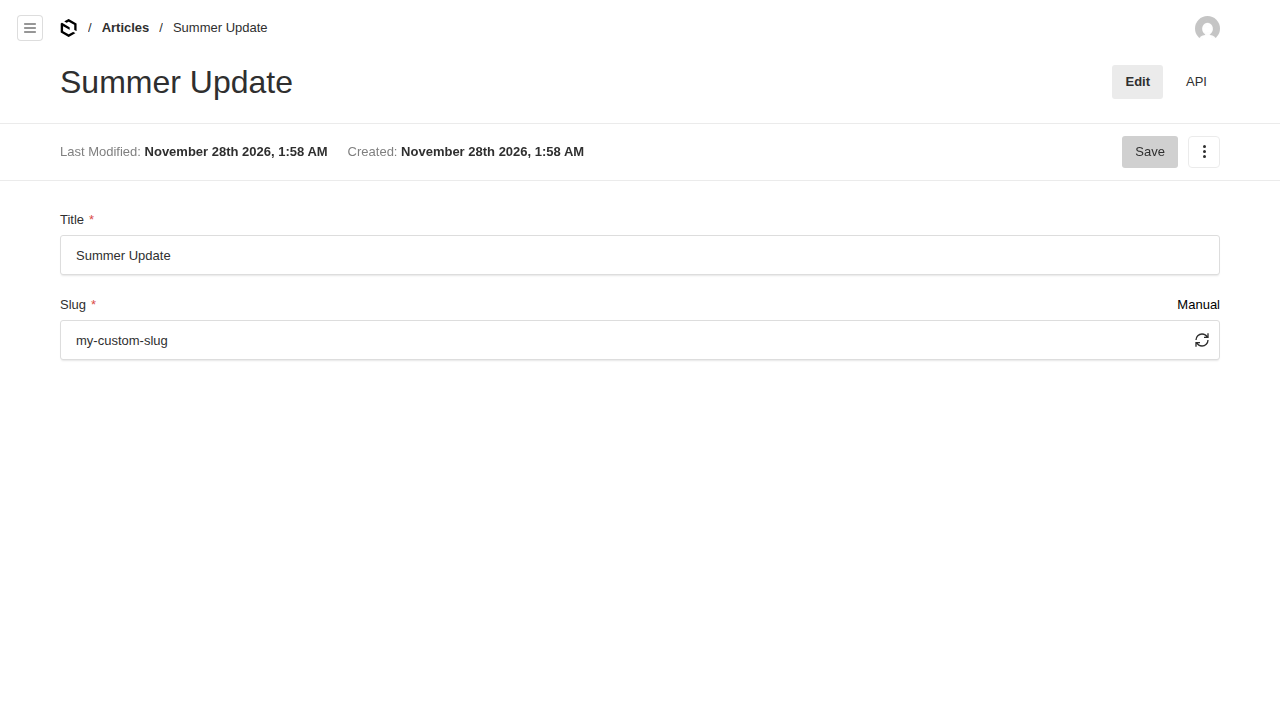 / Articles / Summer Update
Summer Update
Edit API
Last Modified: November 28th 2026, 1:58 AM Created: November 28th 2026, 1:58 AM
Save
Title *
Summer Update
Slug * Manual
my-custom-slug